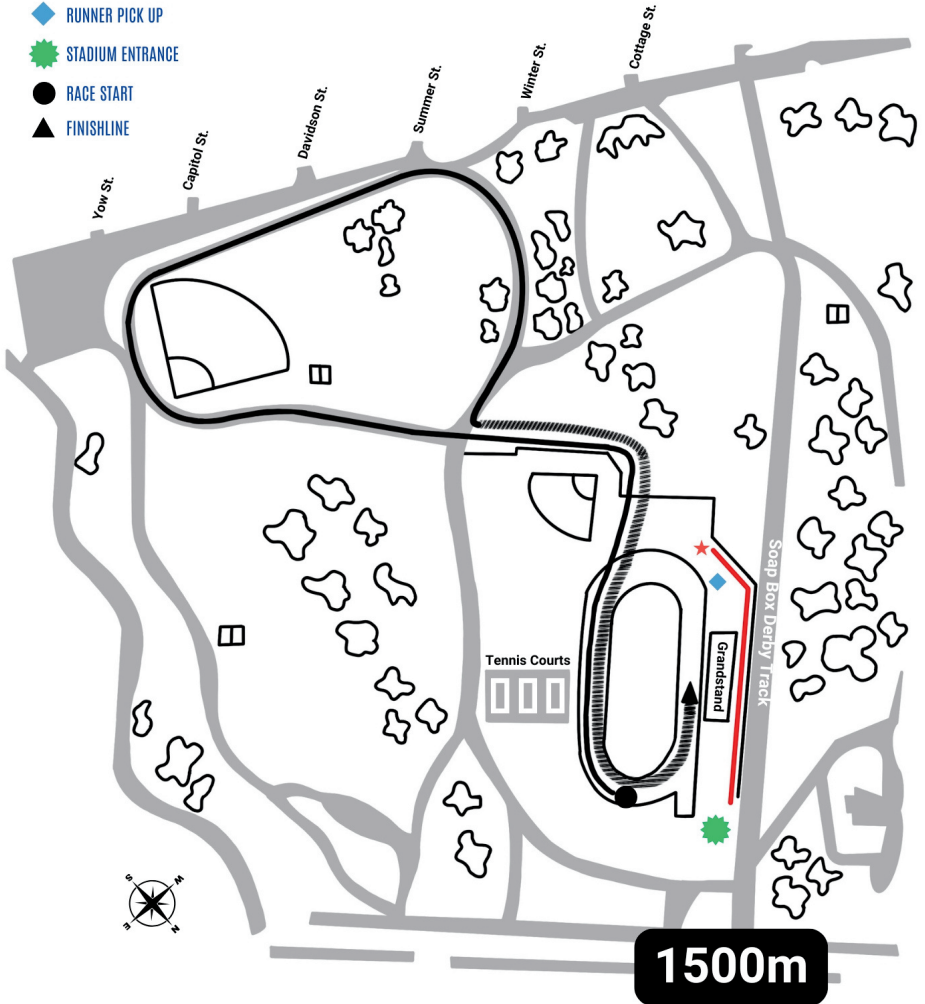 RUNNER PICK UP
STADIUM ENTRANCE
RACE START
FINISHLINE
Yow St.
Capitol St.
Davidson St.
Summer St.
Winter St.
Cottage St.
Soap Box Derby Track
Grandstand
Tennis Courts
S
W
E
N
1500m